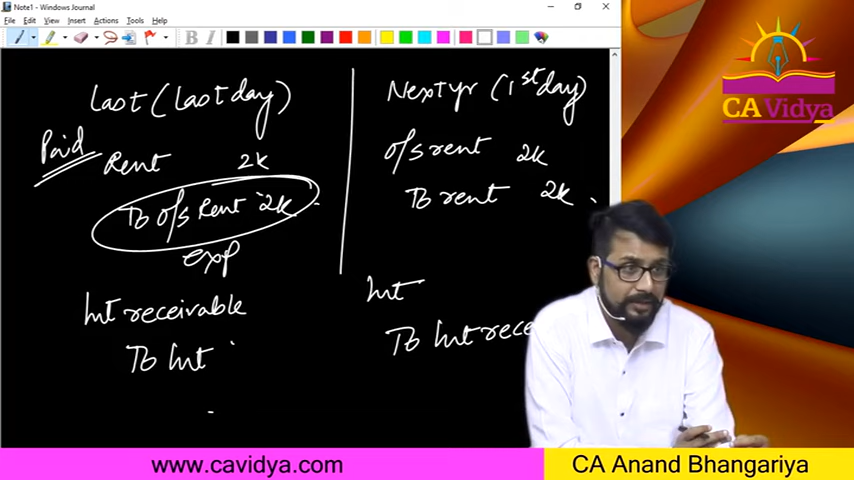 Note1 - Windows Journal
File Edit View Insert Actions Tools Help
B I
Last (last day)
Paid
Rent 2k
To o/s Rent 2k
exp
Int receivable
To Int
Next yr (1st day)
o/s rent 2k
To rent 2k
Int
To Int rece
CA Vidya
www.cavidya.com
CA Anand Bhangariya